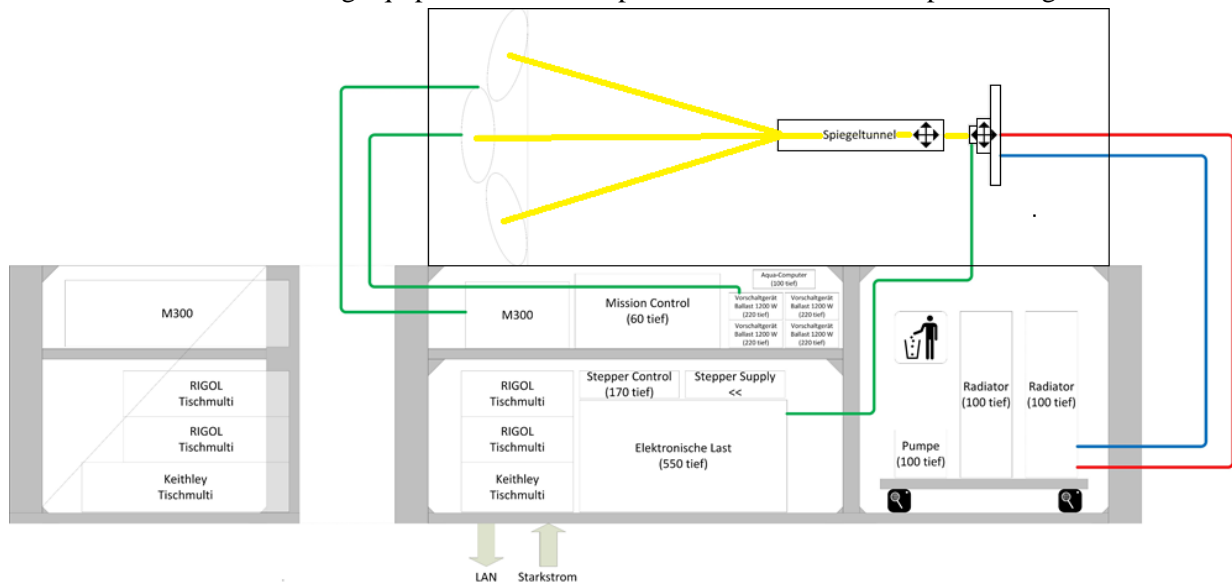 Spiegeltunnel
M300
M300
Mission Control
(60 tief)
Aqua-Computer
(100 tief)
Vorschaltgerät
Ballast 1200 W
(220 tief)
Vorschaltgerät
Ballast 1200 W
(220 tief)
Vorschaltgerät
Ballast 1200 W
(220 tief)
Vorschaltgerät
Ballast 1200 W
(220 tief)
RIGOL
Tischmulti
RIGOL
Tischmulti
Keithley
Tischmulti
RIGOL
Tischmulti
RIGOL
Tischmulti
Keithley
Tischmulti
Stepper Control
(170 tief)
Stepper Supply
<<
Elektronische Last
(550 tief)
Pumpe
(100 tief)
Radiator
(100 tief)
Radiator
(100 tief)
LAN
Starkstrom